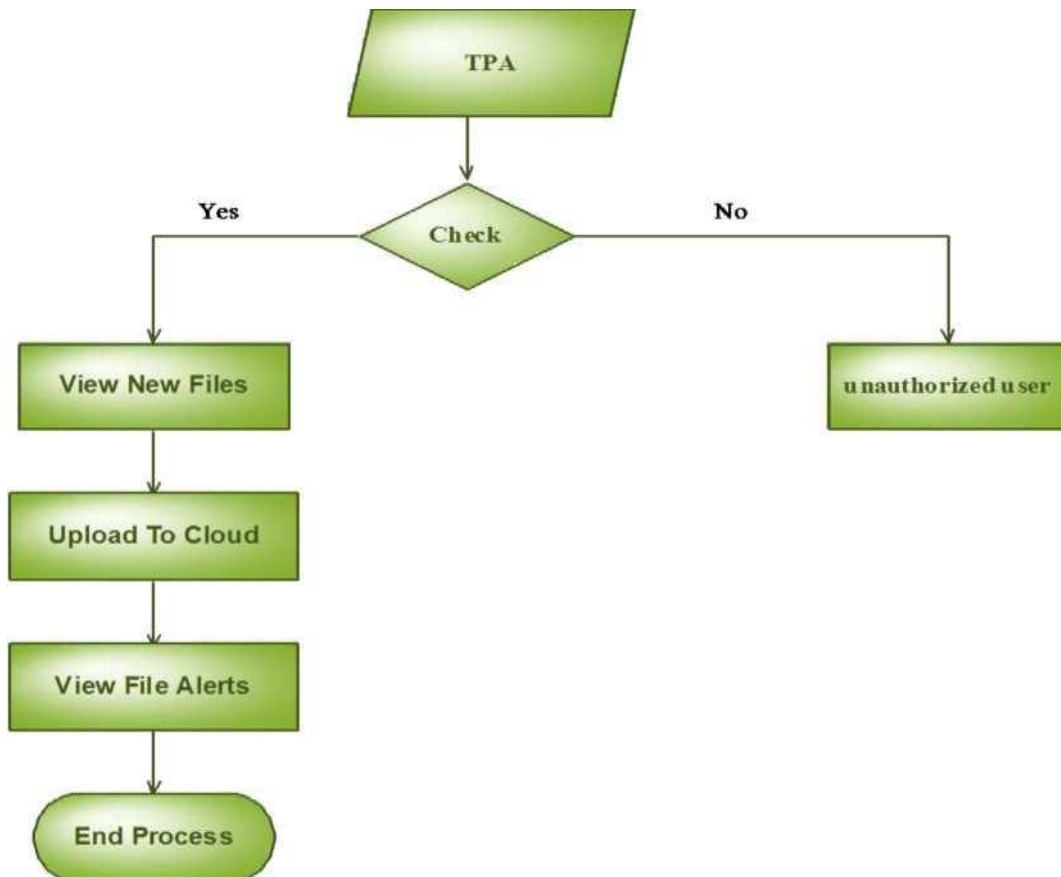 TPA
Yes
No
Check
View New Files
unauthorized user
Upload To Cloud
View File Alerts
End Process